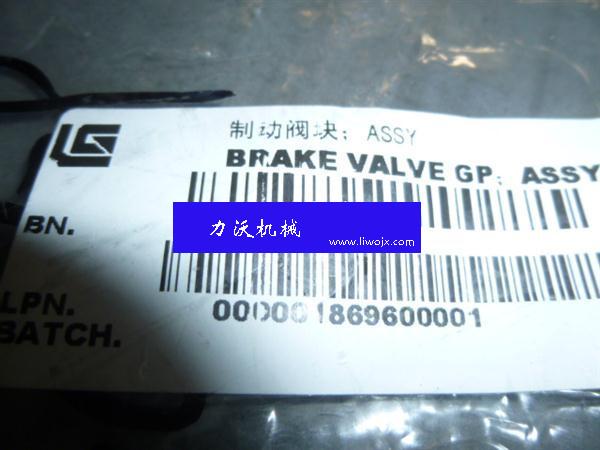 制动阀块; ASSY
BRAKE VALVE GP; ASSY
BN.
力沃机械
www.liwojx.com
LPN.
BATCH.
0000001869600001